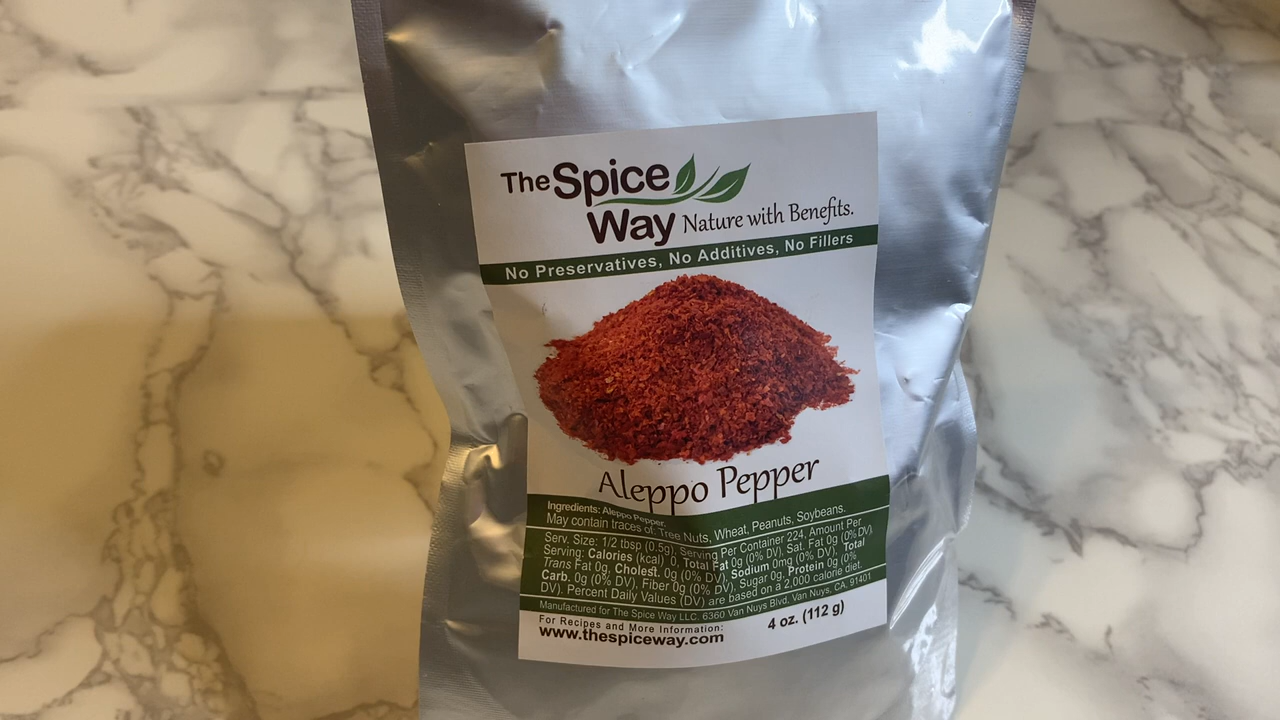 The Spice
Way Nature with Benefits.
No Preservatives, No Additives, No Fillers
Aleppo Pepper
Ingredients: Aleppo Pepper.
May contain traces of: Tree Nuts, Wheat, Peanuts, Soybeans.
Serv. Size: 1/2 tbsp (0.5g), Serving Per Container 224, Amount Per
Serving: Calories (kcal) 0, Total Fat 0g (0% DV), Sat. Fat 0g (0% DV),
Trans Fat 0g, Cholest. 0g (0% DV), Sodium 0mg (0% DV), Total
Carb. 0g (0% DV), Fiber 0g (0% DV), Sugar 0g, Protein 0g (0%
DV). Percent Daily Values (DV) are based on a 2,000 calorie diet.
Manufactured for The Spice Way LLC. 6360 Van Nuys Blvd, Van Nuys, CA, 91401
For Recipes and More Information:
www.thespiceway.com
4 oz. (112 g)